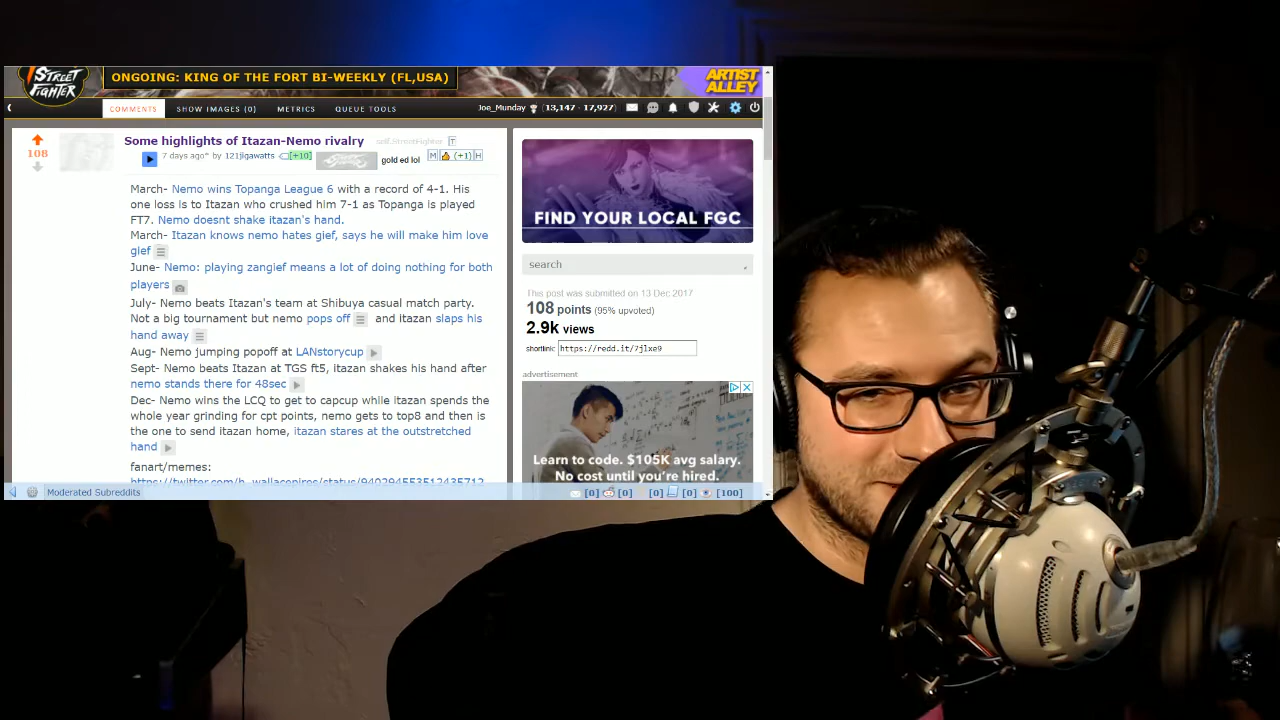 STREET
FIGHTER
ONGOING: KING OF THE FORT BI-WEEKLY (FL,USA)
ARTIST
ALLEY
COMMENTS SHOW IMAGES (0) METRICS QUEUE TOOLS Joe_Munday (13,147 · 17,927)
108
Some highlights of Itazan-Nemo rivalry self.StreetFighter [T]
7 days ago* by 121jigawatts [+10] gold ed lol [M (+1) H]
March- Nemo wins Topanga League 6 with a record of 4-1. His
one loss is to Itazan who crushed him 7-1 as Topanga is played
FT7. Nemo doesnt shake itazan's hand.
March- Itazan knows nemo hates gief, says he will make him love
gief
June- Nemo: playing zangief means a lot of doing nothing for both
players
July- Nemo beats Itazan's team at Shibuya casual match party.
Not a big tournament but nemo pops off and itazan slaps his
hand away
Aug- Nemo jumping popoff at LANstorycup
Sept- Nemo beats Itazan at TGS ft5, itazan shakes his hand after
nemo stands there for 48sec
Dec- Nemo wins the LCQ to get to capcup while itazan spends the
whole year grinding for cpt points, nemo gets to top8 and then is
the one to send itazan home, itazan stares at the outstretched
hand
fanart/memes:
FIND YOUR LOCAL FGC
search
This post was submitted on 13 Dec 2017
108 points (95% upvoted)
2.9k views
shortlink: https://redd.it/7jlxe9
advertisement
Learn to code. $105K avg salary.
No cost until you're hired.
Moderated Subreddits [0] [0] [0] [0] [100]